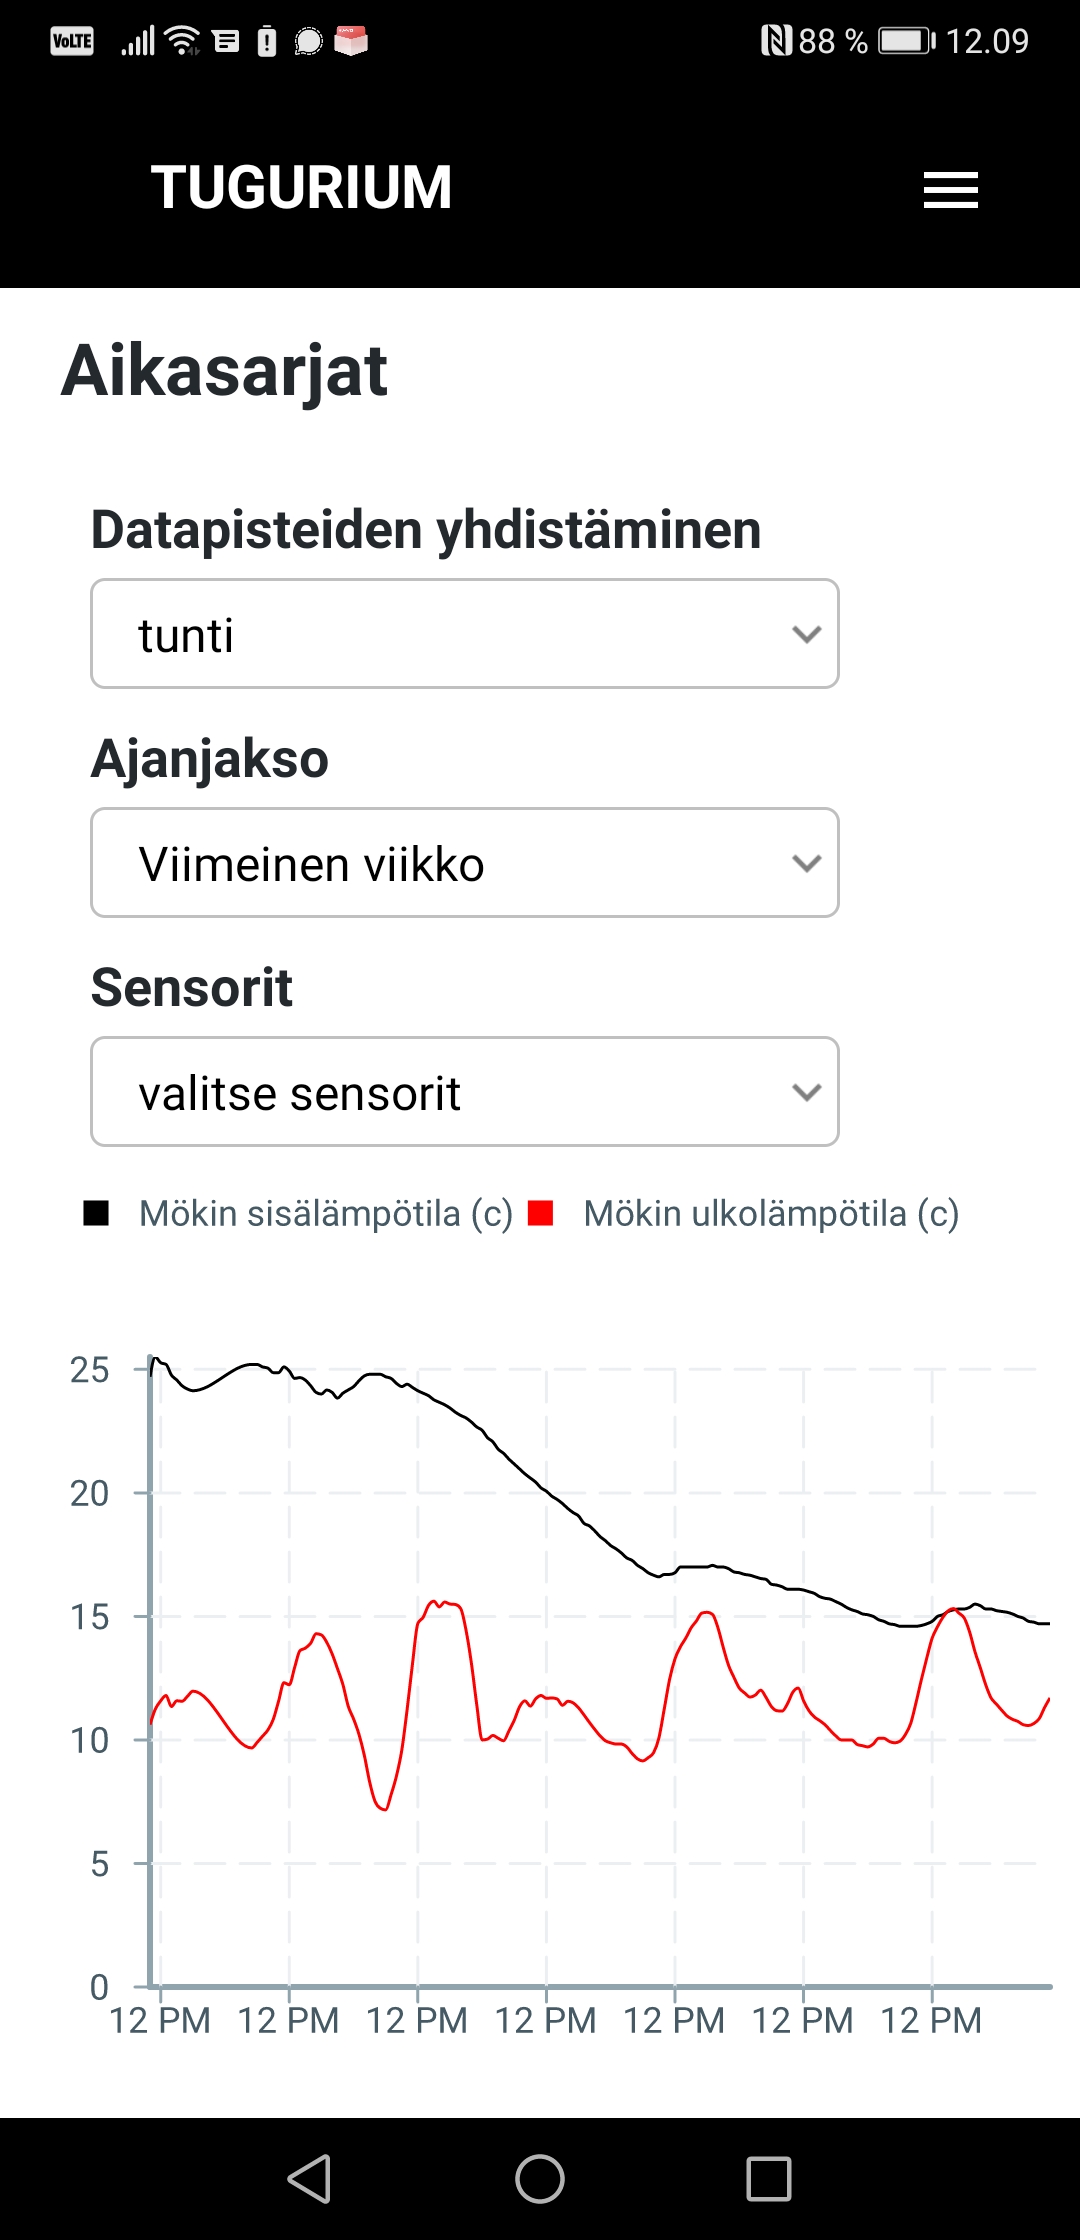 VoLTE 88 % 12.09
TUGURIUM
Aikasarjat
Datapisteiden yhdistäminen
tunti
Ajanjakso
Viimeinen viikko
Sensorit
valitse sensorit
Mökin sisälämpötila (c) Mökin ulkolämpötila (c)
25
20
15
10
5
0
12 PM 12 PM 12 PM 12 PM 12 PM 12 PM 12 PM